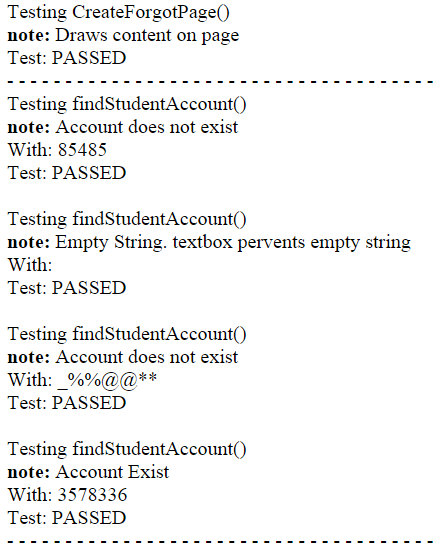 Testing CreateForgotPage()
note: Draws content on page
Test: PASSED
- - - - - - - - - - - - - - - - - - - - - - - - - - - - - - - - - - - - - -
Testing findStudentAccount()
note: Account does not exist
With: 85485
Test: PASSED
Testing findStudentAccount()
note: Empty String. textbox pervents empty string
With:
Test: PASSED
Testing findStudentAccount()
note: Account does not exist
With: _%%@@**
Test: PASSED
Testing findStudentAccount()
note: Account Exist
With: 3578336
Test: PASSED
- - - - - - - - - - - - - - - - - - - - - - - - - - - - - - - - - - - - - -